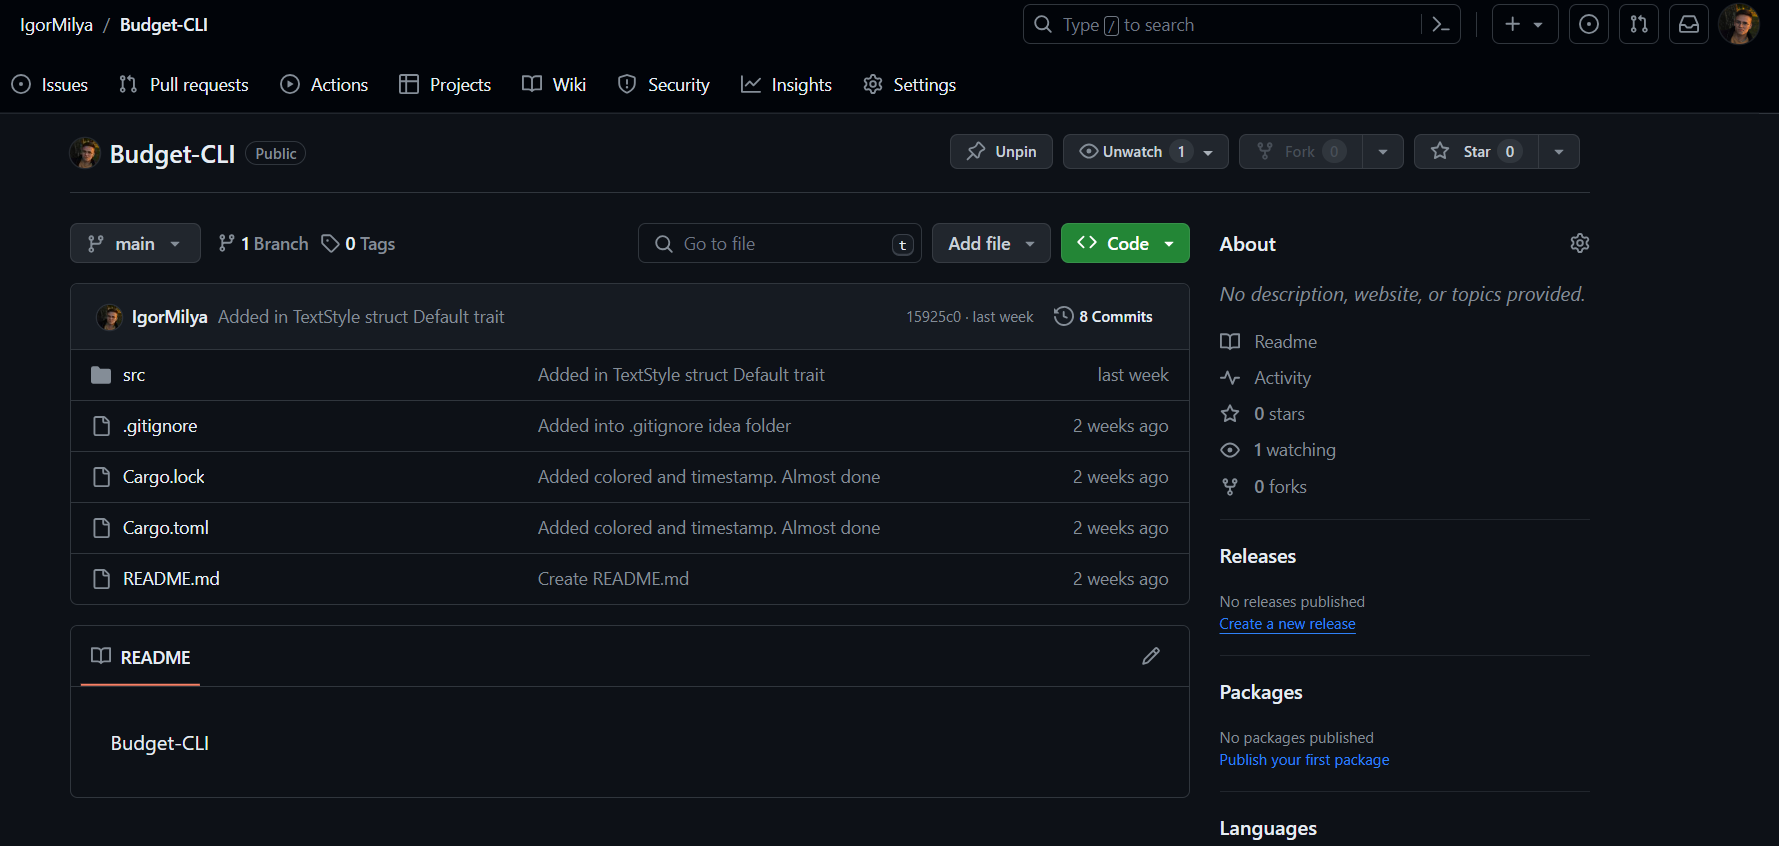 IgorMilya / Budget-CLI
Type / to search
Issues Pull requests Actions Projects Wiki Security Insights Settings
Budget-CLI Public
Unpin Unwatch 1 Fork 0 Star 0
main 1 Branch 0 Tags
Go to file t Add file Code
IgorMilya Added in TextStyle struct Default trait 15925c0 · last week 8 Commits
src Added in TextStyle struct Default trait last week
.gitignore Added into .gitignore idea folder 2 weeks ago
Cargo.lock Added colored and timestamp. Almost done 2 weeks ago
Cargo.toml Added colored and timestamp. Almost done 2 weeks ago
README.md Create README.md 2 weeks ago
README
Budget-CLI
About
No description, website, or topics provided.
Readme
Activity
0 stars
1 watching
0 forks
Releases
No releases published
Create a new release
Packages
No packages published
Publish your first package
Languages